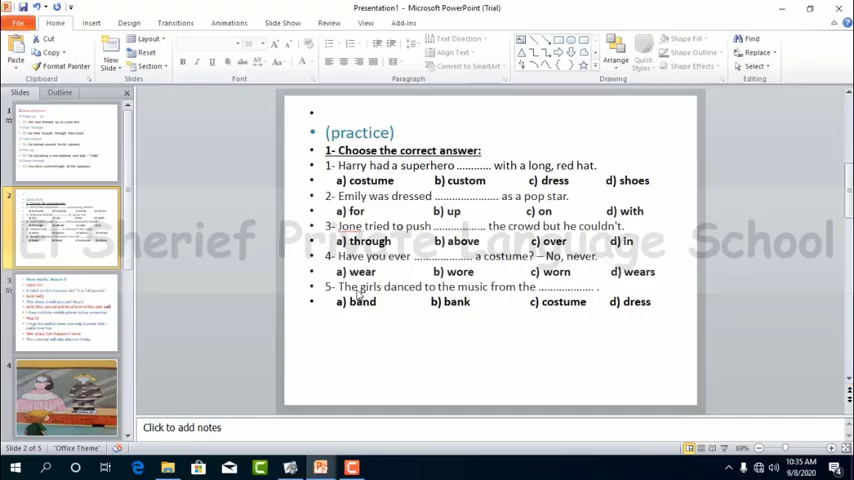 Presentation1 - Microsoft PowerPoint (Trial)
File Home Insert Design Transitions Animations Slide Show Review View Add-ins
Cut
Copy
Format Painter
Paste
Clipboard
New Slide
Layout
Reset
Section
Slides
Font
Paragraph
Text Direction
Align Text
Convert to SmartArt
Arrange
Quick Styles
Shape Fill
Shape Outline
Shape Effects
Drawing
Find
Replace
Select
Editing
Slides Outline
1
2
3
4
(practice)
1- Choose the correct answer:
1- Harry had a superhero ............ with a long, red hat.
a) costume b) custom c) dress d) shoes
2- Emily was dressed ...................... as a pop star.
a) for b) up c) on d) with
3- Jone tried to push .................. the crowd but he couldn't.
a) through b) above c) over d) in
4- Have you ever .................... a costume? – No, never.
a) wear b) wore c) worn d) wears
5- The girls danced to the music from the ................... .
a) band b) bank c) costume d) dress
El Sherief Private Language School
Click to add notes
Slide 2 of 5 "Office Theme" 69%
10:35 AM
9/8/2020